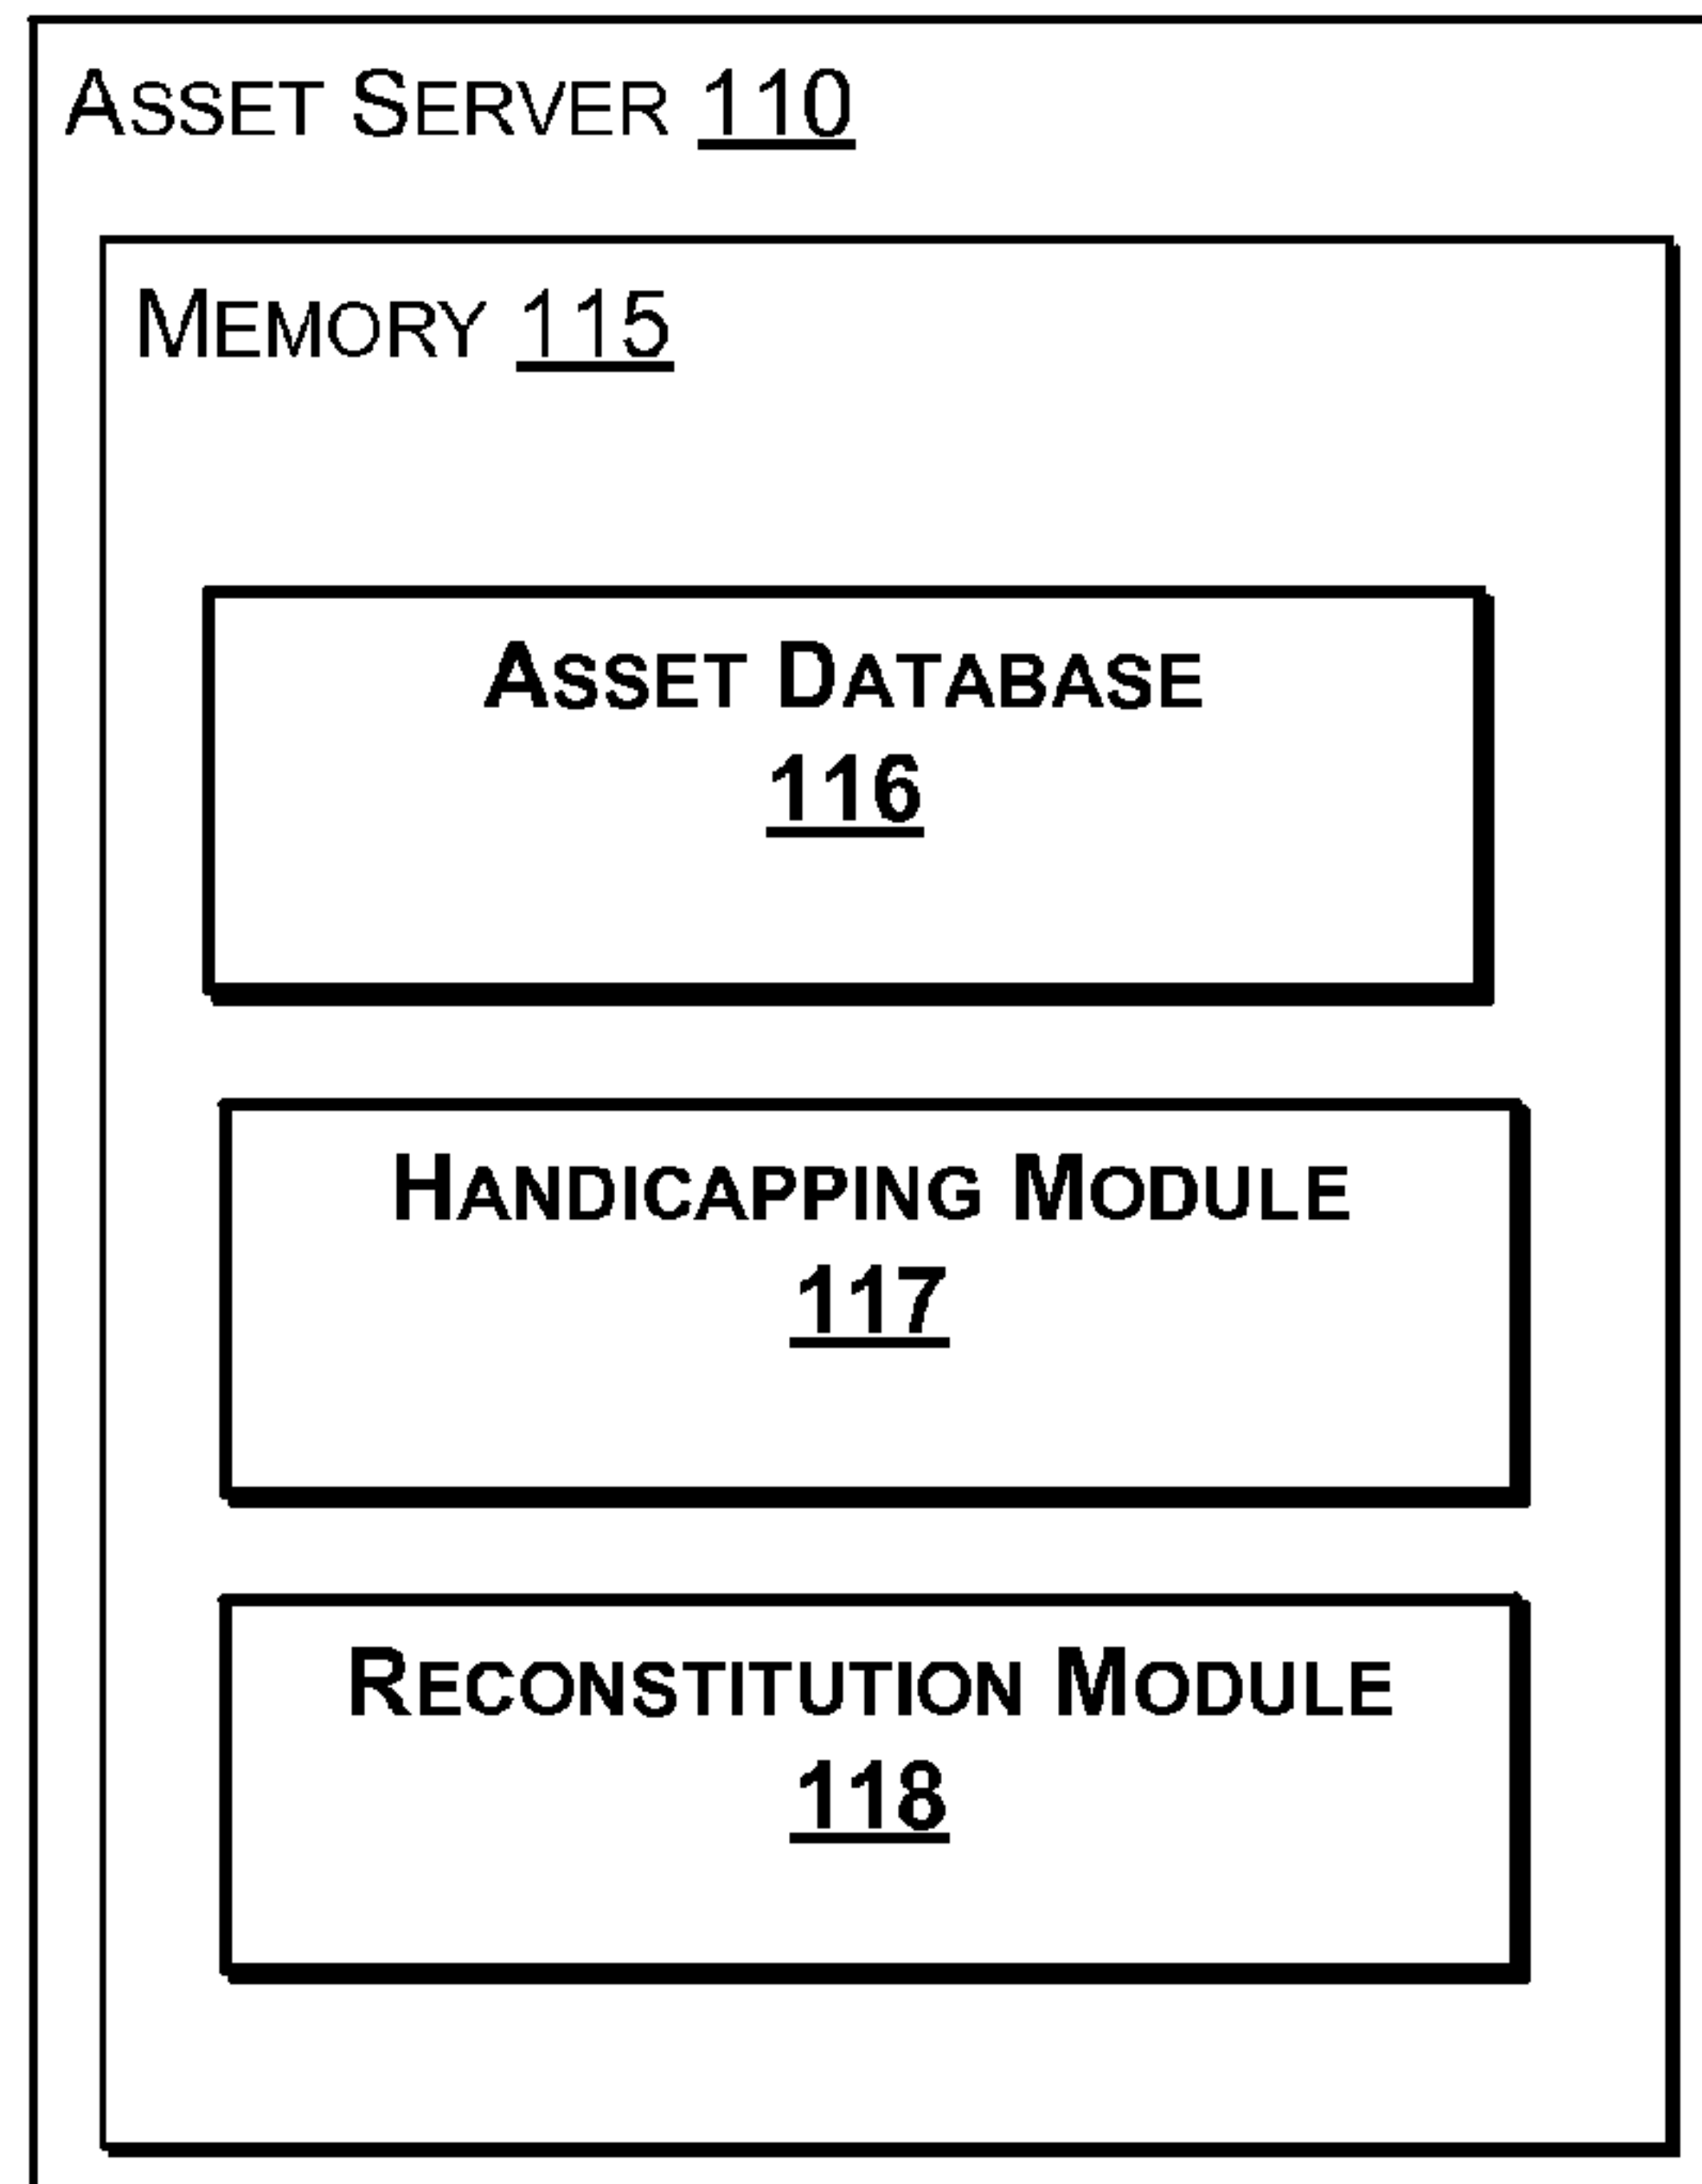 ASSET SERVER 110
MEMORY 115
ASSET DATABASE
116
HANDICAPPING MODULE
117
RECONSTITUTION MODULE
118